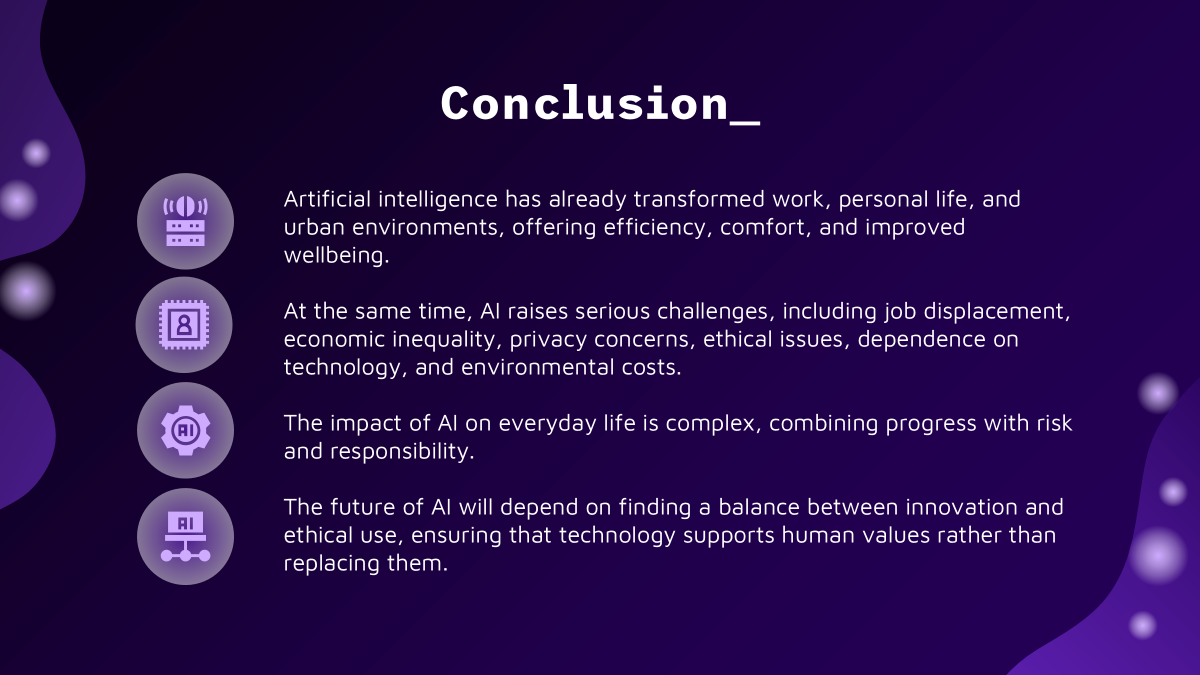 Conclusion_
Artificial intelligence has already transformed work, personal life, and
urban environments, offering efficiency, comfort, and improved
wellbeing.
At the same time, AI raises serious challenges, including job displacement,
economic inequality, privacy concerns, ethical issues, dependence on
technology, and environmental costs.
AI
The impact of AI on everyday life is complex, combining progress with risk
and responsibility.
AI
The future of AI will depend on finding a balance between innovation and
ethical use, ensuring that technology supports human values rather than
replacing them.